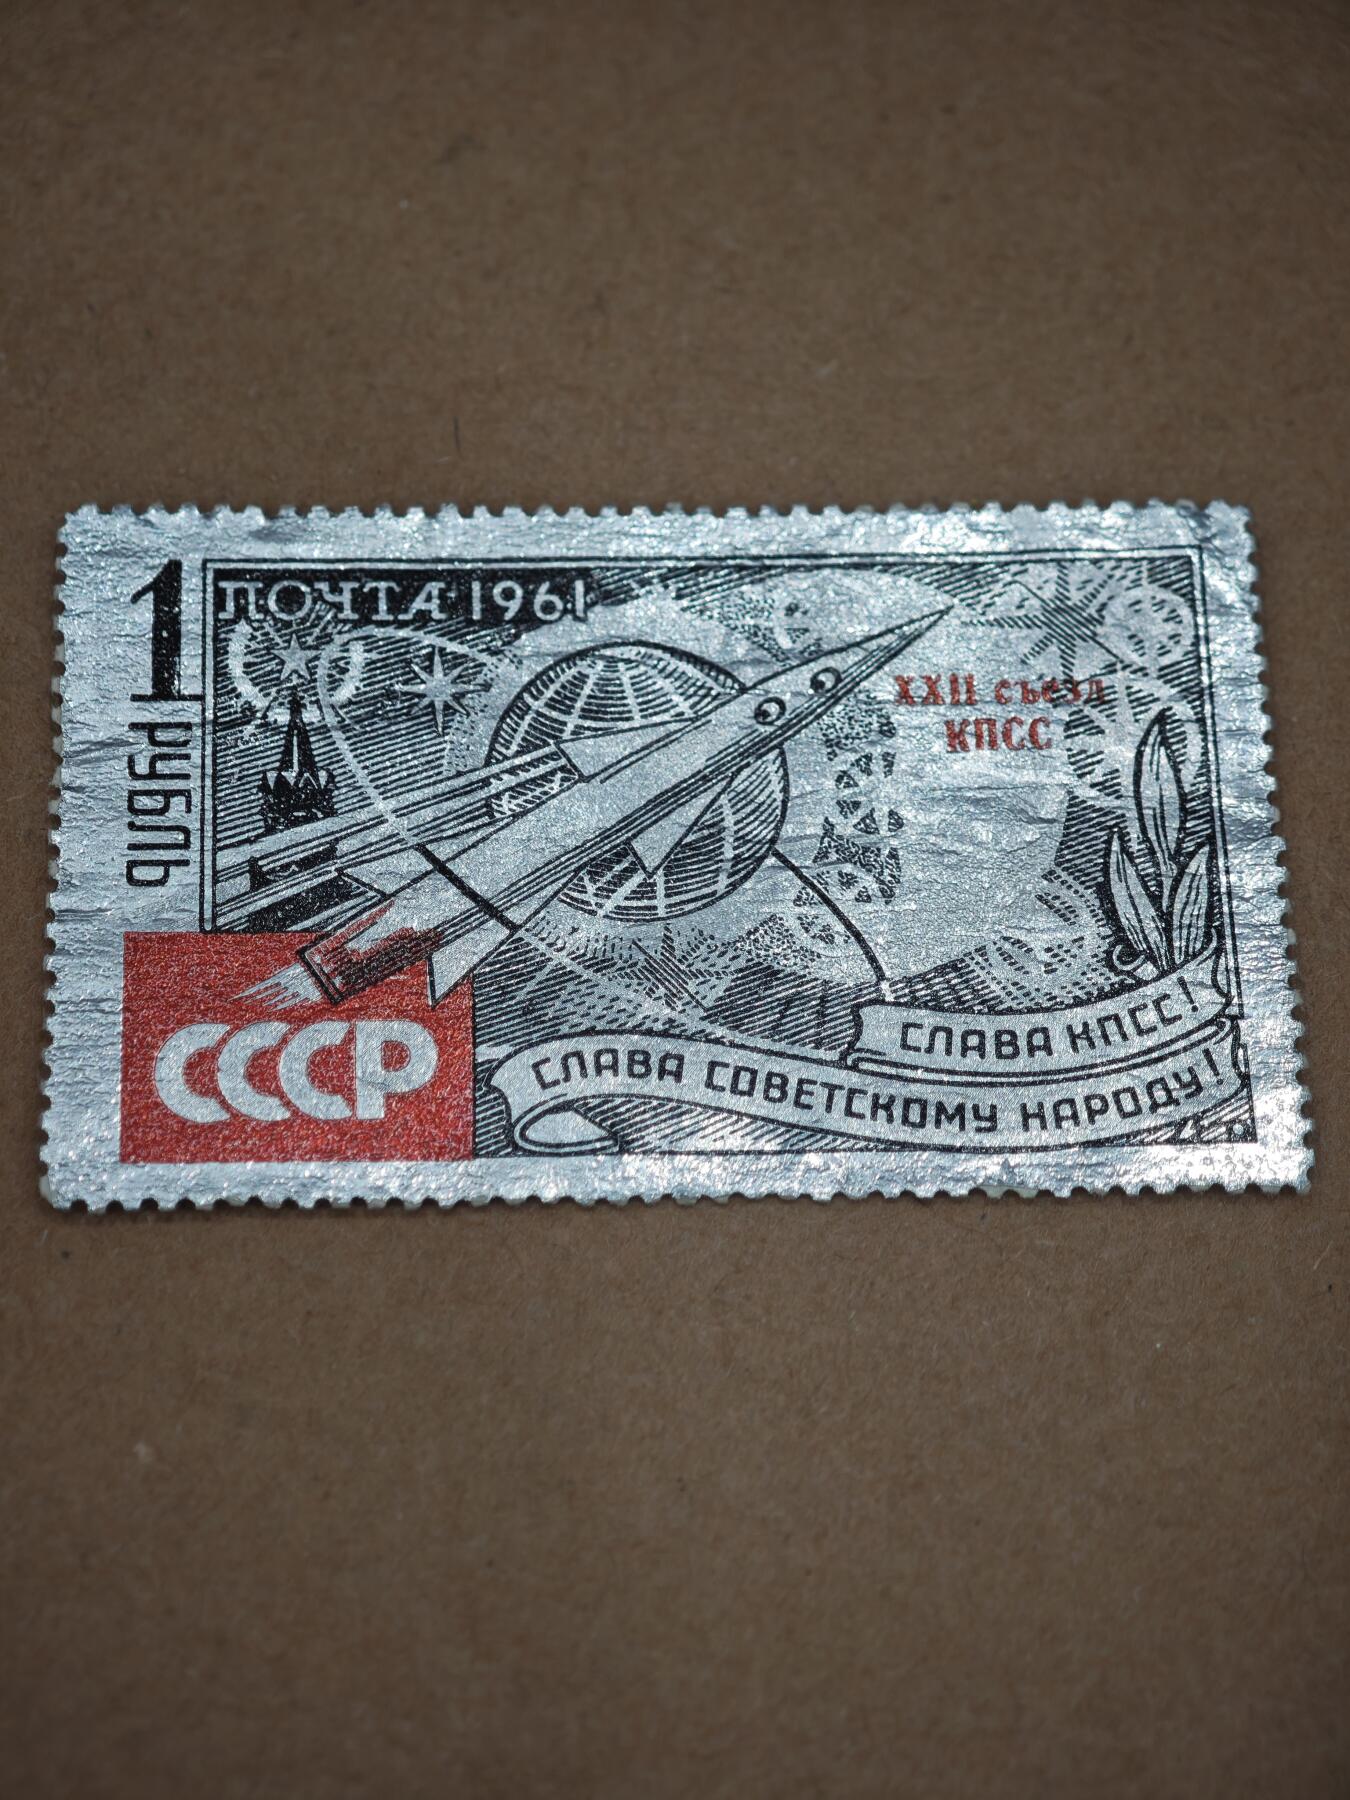 1 рубль
ПОЧТА 1961
XXII съезд
КПСС
СССР
СЛАВА КПСС!
СЛАВА СОВЕТСКОМУ НАРОДУ!